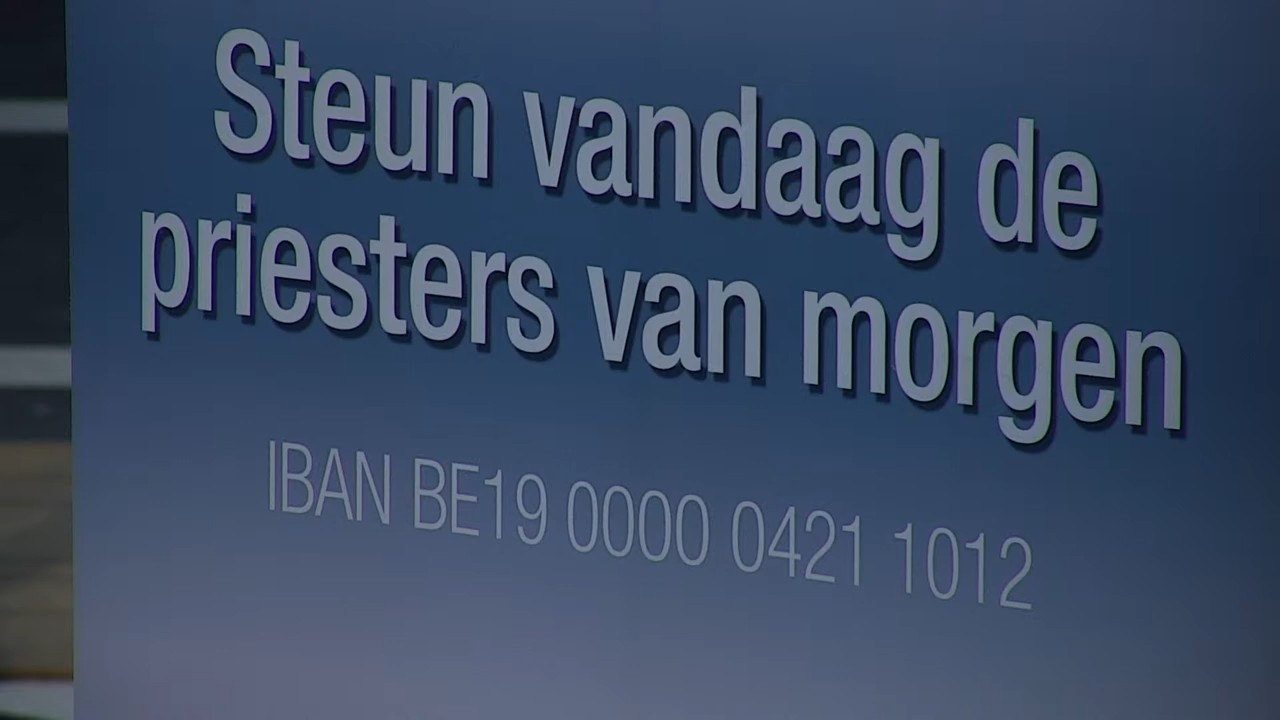 Steun vandaag de
priesters van morgen
IBAN BE19 0000 0421 1012